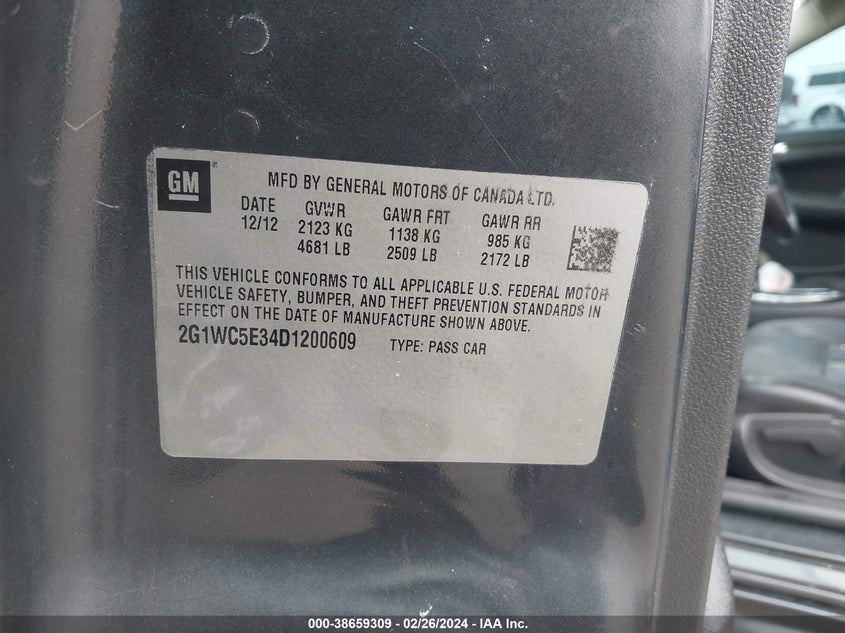 GM ®
MFD BY GENERAL MOTORS OF CANADA LTD.
DATE GVWR GAWR FRT GAWR RR
12/12 2123 KG 1138 KG 985 KG
4681 LB 2509 LB 2172 LB
THIS VEHICLE CONFORMS TO ALL APPLICABLE U.S. FEDERAL MOTOR
VEHICLE SAFETY, BUMPER, AND THEFT PREVENTION STANDARDS IN
EFFECT ON THE DATE OF MANUFACTURE SHOWN ABOVE.
2G1WC5E34D1200609 TYPE: PASS CAR
000-38659309 - 02/26/2024 - IAA Inc.